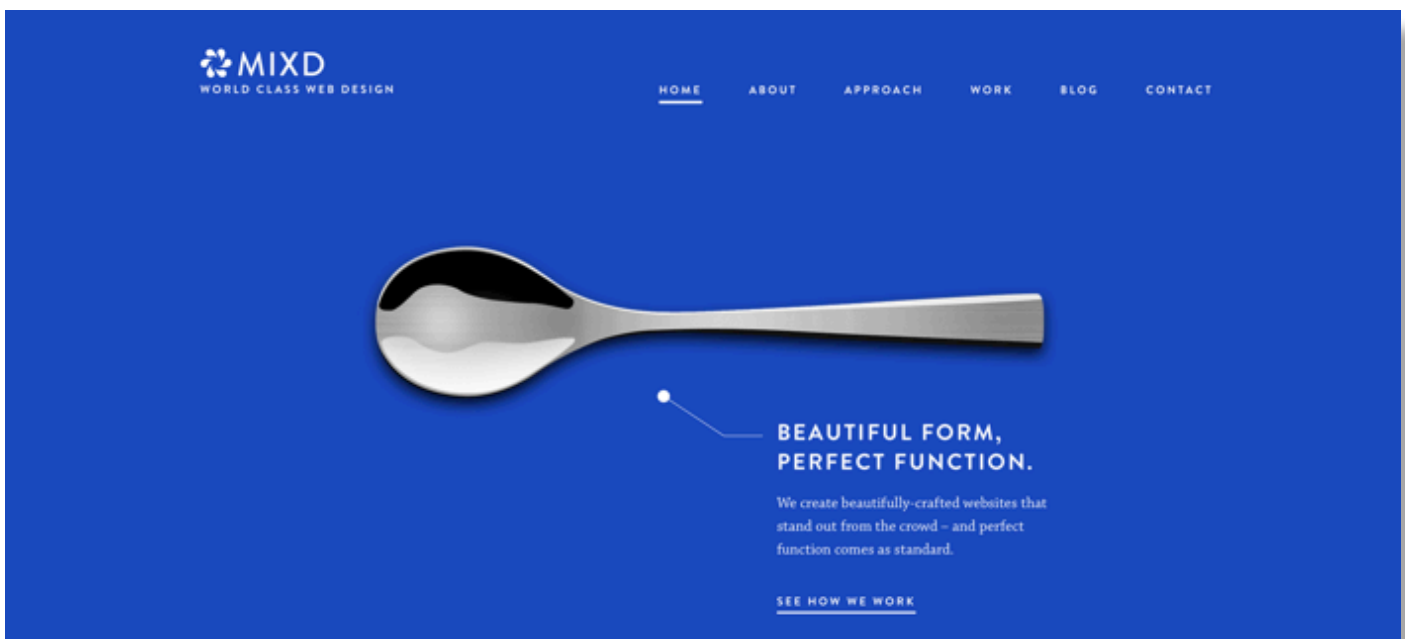 MIXD
WORLD CLASS WEB DESIGN
HOME ABOUT APPROACH WORK BLOG CONTACT
BEAUTIFUL FORM,
PERFECT FUNCTION.
We create beautifully-crafted websites that
stand out from the crowd – and perfect
function comes as standard.
SEE HOW WE WORK